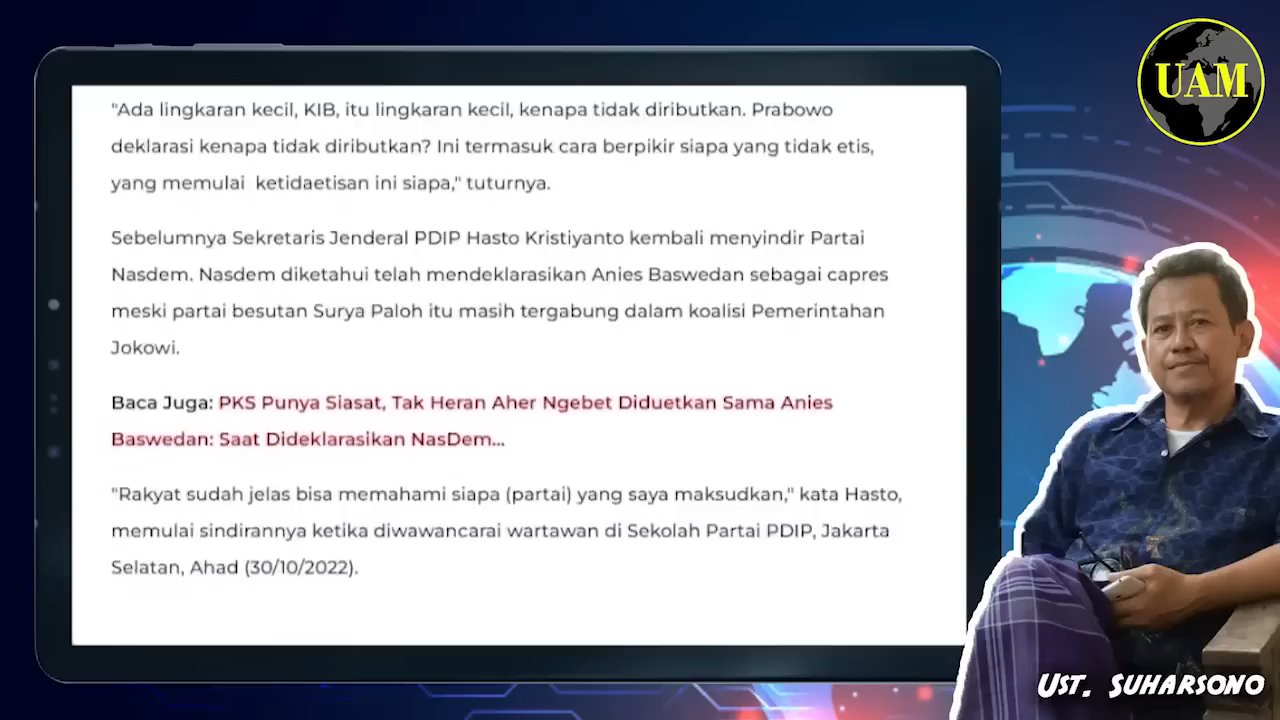 "Ada lingkaran kecil, KIB, itu lingkaran kecil, kenapa tidak diributkan. Prabowo
deklarasi kenapa tidak diributkan? Ini termasuk cara berpikir siapa yang tidak etis,
yang memulai ketidaetisan ini siapa," tuturnya.
Sebelumnya Sekretaris Jenderal PDIP Hasto Kristiyanto kembali menyindir Partai
Nasdem. Nasdem diketahui telah mendeklarasikan Anies Baswedan sebagai capres
meski partai besutan Surya Paloh itu masih tergabung dalam koalisi Pemerintahan
Jokowi.
Baca Juga: PKS Punya Siasat, Tak Heran Aher Ngebet Diduetkan Sama Anies
Baswedan: Saat Dideklarasikan NasDem...
"Rakyat sudah jelas bisa memahami siapa (partai) yang saya maksudkan," kata Hasto,
memulai sindirannya ketika diwawancarai wartawan di Sekolah Partai PDIP, Jakarta
Selatan, Ahad (30/10/2022).
UAM
UST. SUHARSONO